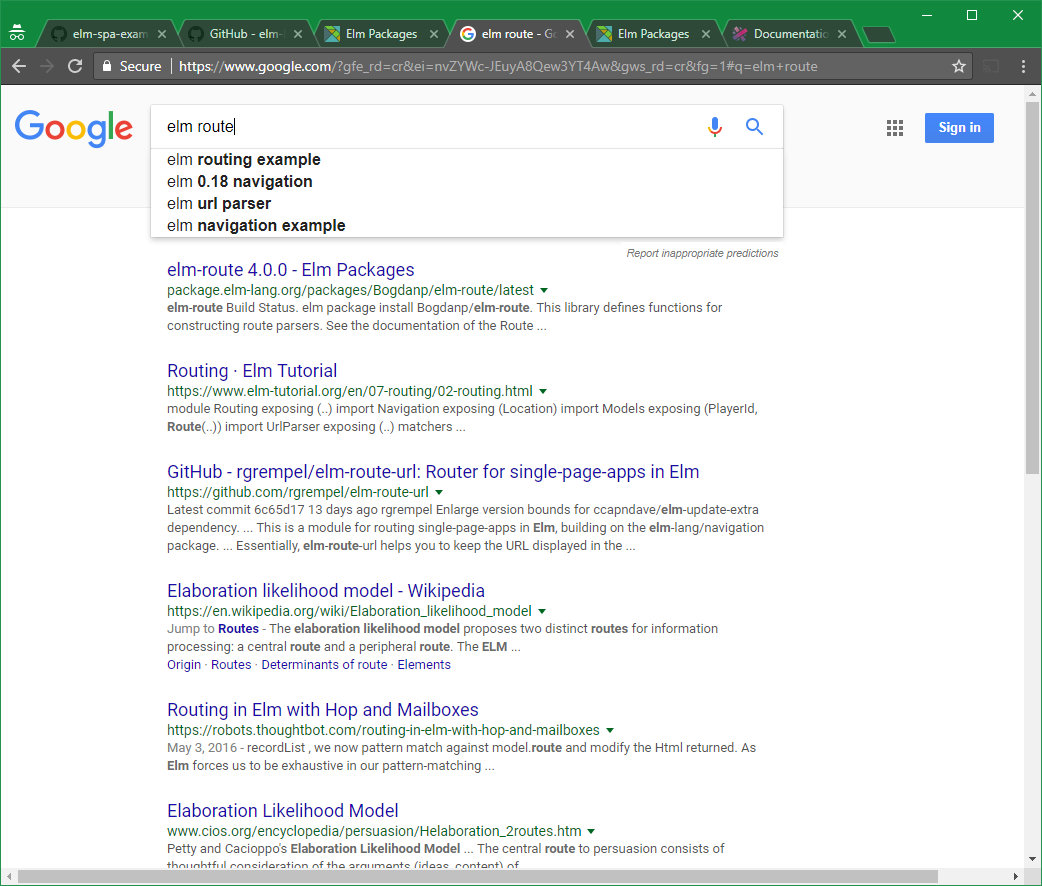 elm-spa-exam
GitHub - elm-
Elm Packages
elm route - Go
Elm Packages
Documentatio
Secure
https://www.google.com/?gfe_rd=cr&ei=nvZYWc-JEuyA8Qew3YT4Aw&gws_rd=cr&fg=1#q=elm+route
Google
elm route
Sign in
elm routing example
elm 0.18 navigation
elm url parser
elm navigation example
Report inappropriate predictions
elm-route 4.0.0 - Elm Packages
package.elm-lang.org/packages/Bogdanp/elm-route/latest
elm-route Build Status. elm package install Bogdanp/elm-route. This library defines functions for
constructing route parsers. See the documentation of the Route ...
Routing · Elm Tutorial
https://www.elm-tutorial.org/en/07-routing/02-routing.html
module Routing exposing (..) import Navigation exposing (Location) import Models exposing (PlayerId,
Route(..)) import UrlParser exposing (..) matchers ...
GitHub - rgrempel/elm-route-url: Router for single-page-apps in Elm
https://github.com/rgrempel/elm-route-url
Latest commit 6c65d17 13 days ago rgrempel Enlarge version bounds for ccapndave/elm-update-extra
dependency. ... This is a module for routing single-page-apps in Elm, building on the elm-lang/navigation
package. ... Essentially, elm-route-url helps you to keep the URL displayed in the ...
Elaboration likelihood model - Wikipedia
https://en.wikipedia.org/wiki/Elaboration_likelihood_model
Jump to Routes - The elaboration likelihood model proposes two distinct routes for information
processing: a central route and a peripheral route. The ELM ...
Origin · Routes · Determinants of route · Elements
Routing in Elm with Hop and Mailboxes
https://robots.thoughtbot.com/routing-in-elm-with-hop-and-mailboxes
May 3, 2016 - recordList , we now pattern match against model.route and modify the Html returned. As
Elm forces us to be exhaustive in our pattern-matching ...
Elaboration Likelihood Model
www.cios.org/encyclopedia/persuasion/Helaboration_2routes.htm
Petty and Cacioppo's Elaboration Likelihood Model ... The central route to persuasion consists of
thoughtful consideration of the arguments (ideas, content) of